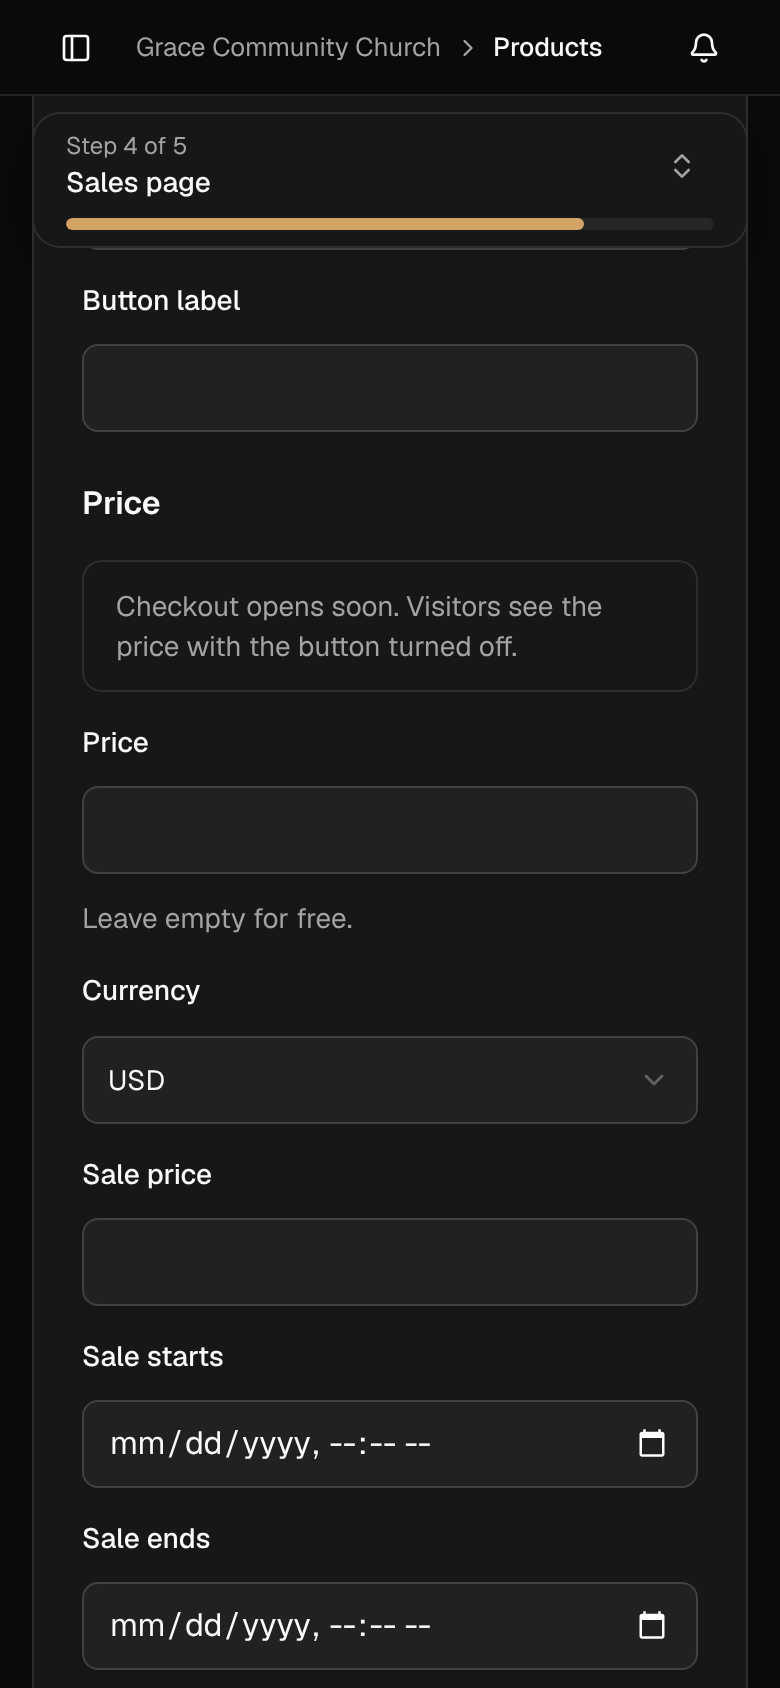 Grace Community Church > Products
Step 4 of 5
Sales page
Button label
Price
Checkout opens soon. Visitors see the
price with the button turned off.
Price
Leave empty for free.
Currency
USD
Sale price
Sale starts
mm/dd/yyyy, --:-- --
Sale ends
mm/dd/yyyy, --:-- --